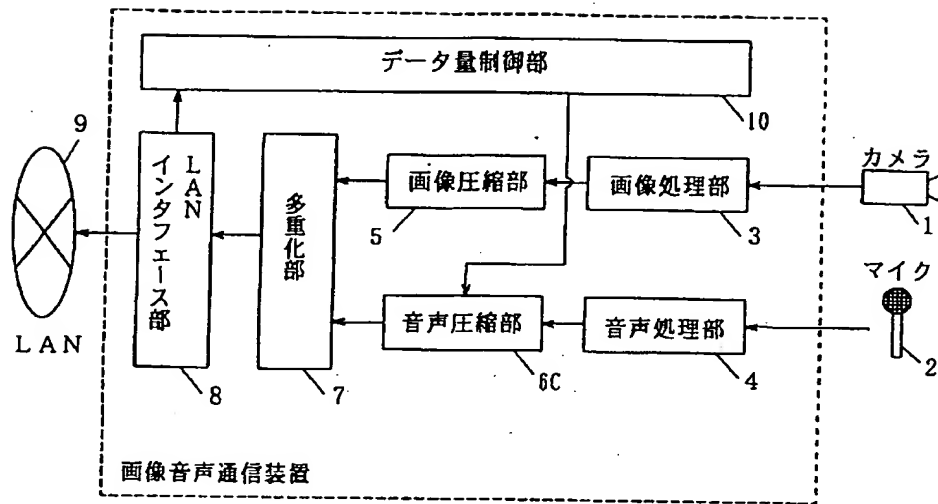 データ量制御部
10
9
LAN
インタフェース部
多重化部
画像圧縮部
画像処理部
カメラ
5
3
1
マイク
音声圧縮部
音声処理部
LAN
8
7
6C
4
2
画像音声通信装置